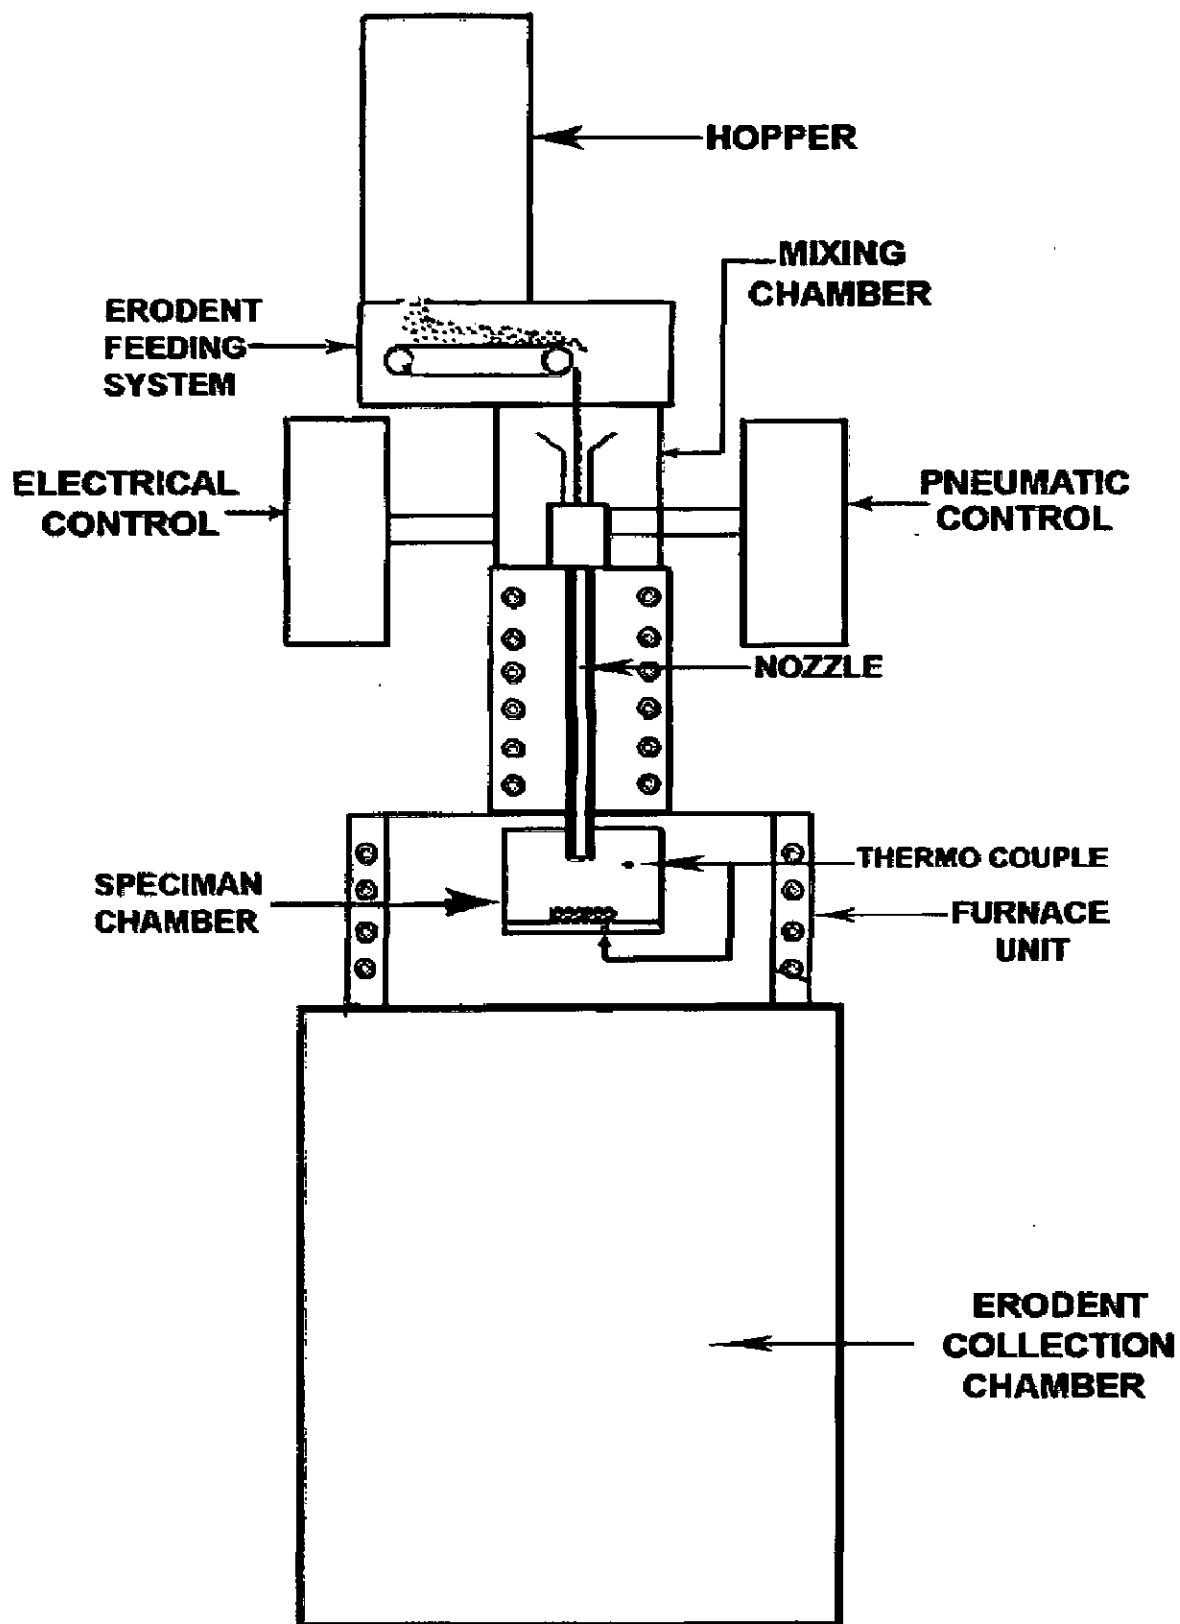 HOPPER
MIXING
CHAMBER
ERODENT
FEEDING
SYSTEM
ELECTRICAL
CONTROL
PNEUMATIC
CONTROL
NOZZLE
THERMO COUPLE
SPECIMAN
CHAMBER
FURNACE
UNIT
ERODENT
COLLECTION
CHAMBER